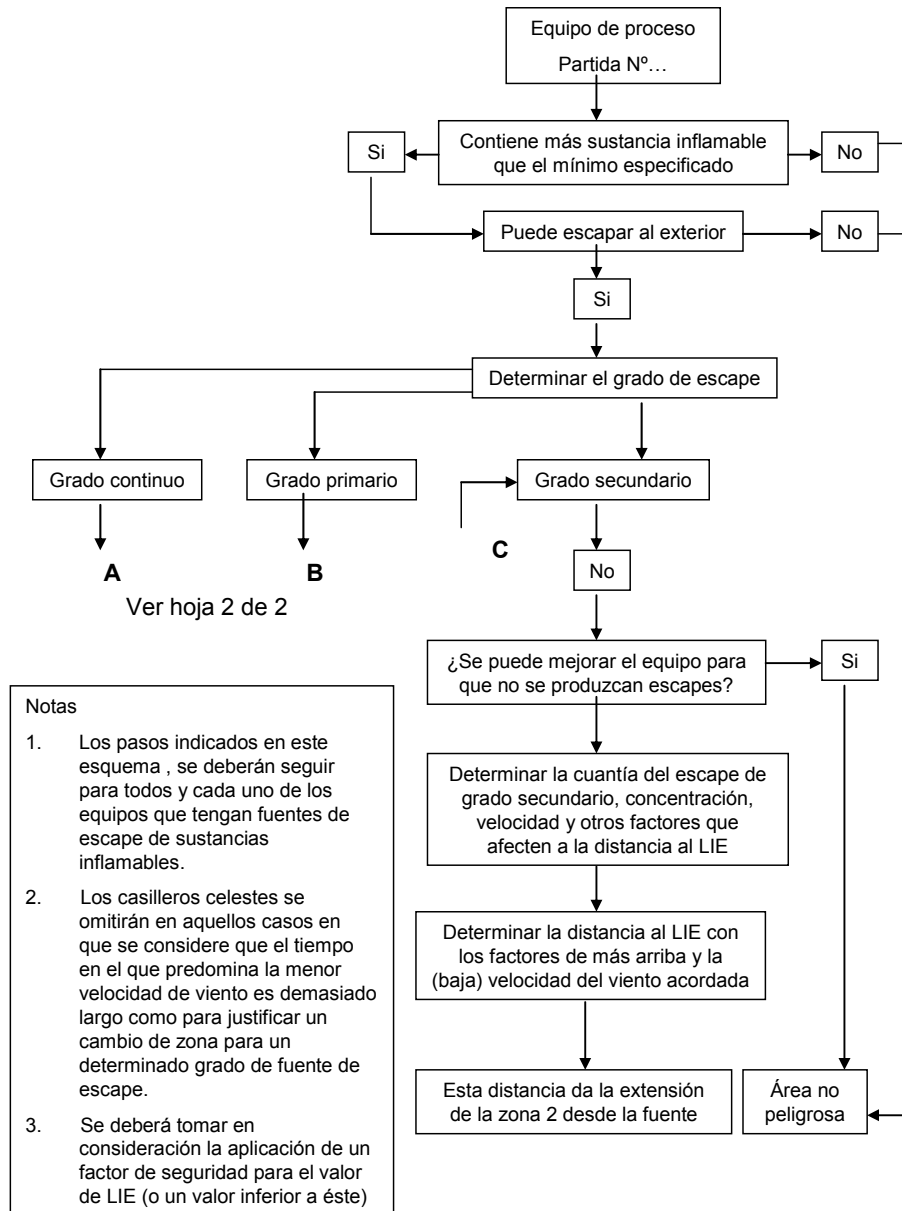 Equipo de proceso
Partida Nº…
Si
Contiene más sustancia inflamable
que el mínimo especificado
No
Puede escapar al exterior
No
Si
Determinar el grado de escape
Grado continuo
Grado primario
Grado secundario
A
B
C
Ver hoja 2 de 2
No
¿Se puede mejorar el equipo para
que no se produzcan escapes?
Si
Determinar la cuantía del escape de
grado secundario, concentración,
velocidad y otros factores que
afecten a la distancia al LIE
Determinar la distancia al LIE con
los factores de más arriba y la
(baja) velocidad del viento acordada
Esta distancia da la extensión
de la zona 2 desde la fuente
Área no
peligrosa
Notas
1. Los pasos indicados en este
esquema , se deberán seguir
para todos y cada uno de los
equipos que tengan fuentes de
escape de sustancias
inflamables.
2. Los casilleros celestes se
omitirán en aquellos casos en
que se considere que el tiempo
en el que predomina la menor
velocidad de viento es demasiado
largo como para justificar un
cambio de zona para un
determinado grado de fuente de
escape.
3. Se deberá tomar en
consideración la aplicación de un
factor de seguridad para el valor
de LIE (o un valor inferior a éste)